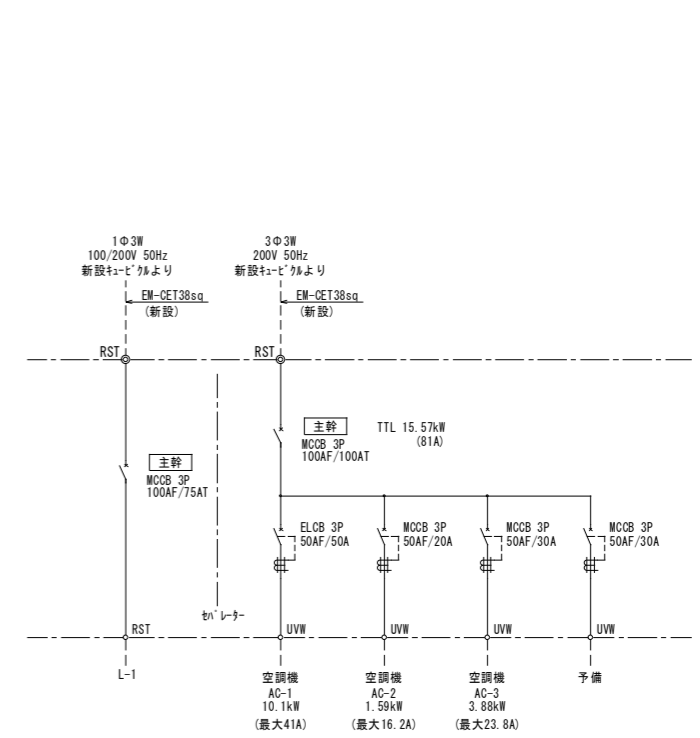 1Φ3W
100/200V 50Hz
新設ｷｭｰﾋﾞｸﾙより
EM-CET38sq
(新設)
3Φ3W
200V 50Hz
新設ｷｭｰﾋﾞｸﾙより
EM-CET38sq
(新設)
RST
RST
主幹
MCCB 3P
100AF/75AT
主幹
MCCB 3P
100AF/100AT
TTL 15.57kW
(81A)
ELCB 3P
50AF/50A
MCCB 3P
50AF/20A
MCCB 3P
50AF/30A
MCCB 3P
50AF/30A
ｾﾊﾟﾚｰﾀｰ
RST
UVW
UVW
UVW
UVW
L-1
空調機
AC-1
10.1kW
(最大41A)
空調機
AC-2
1.59kW
(最大16.2A)
空調機
AC-3
3.88kW
(最大23.8A)
予備